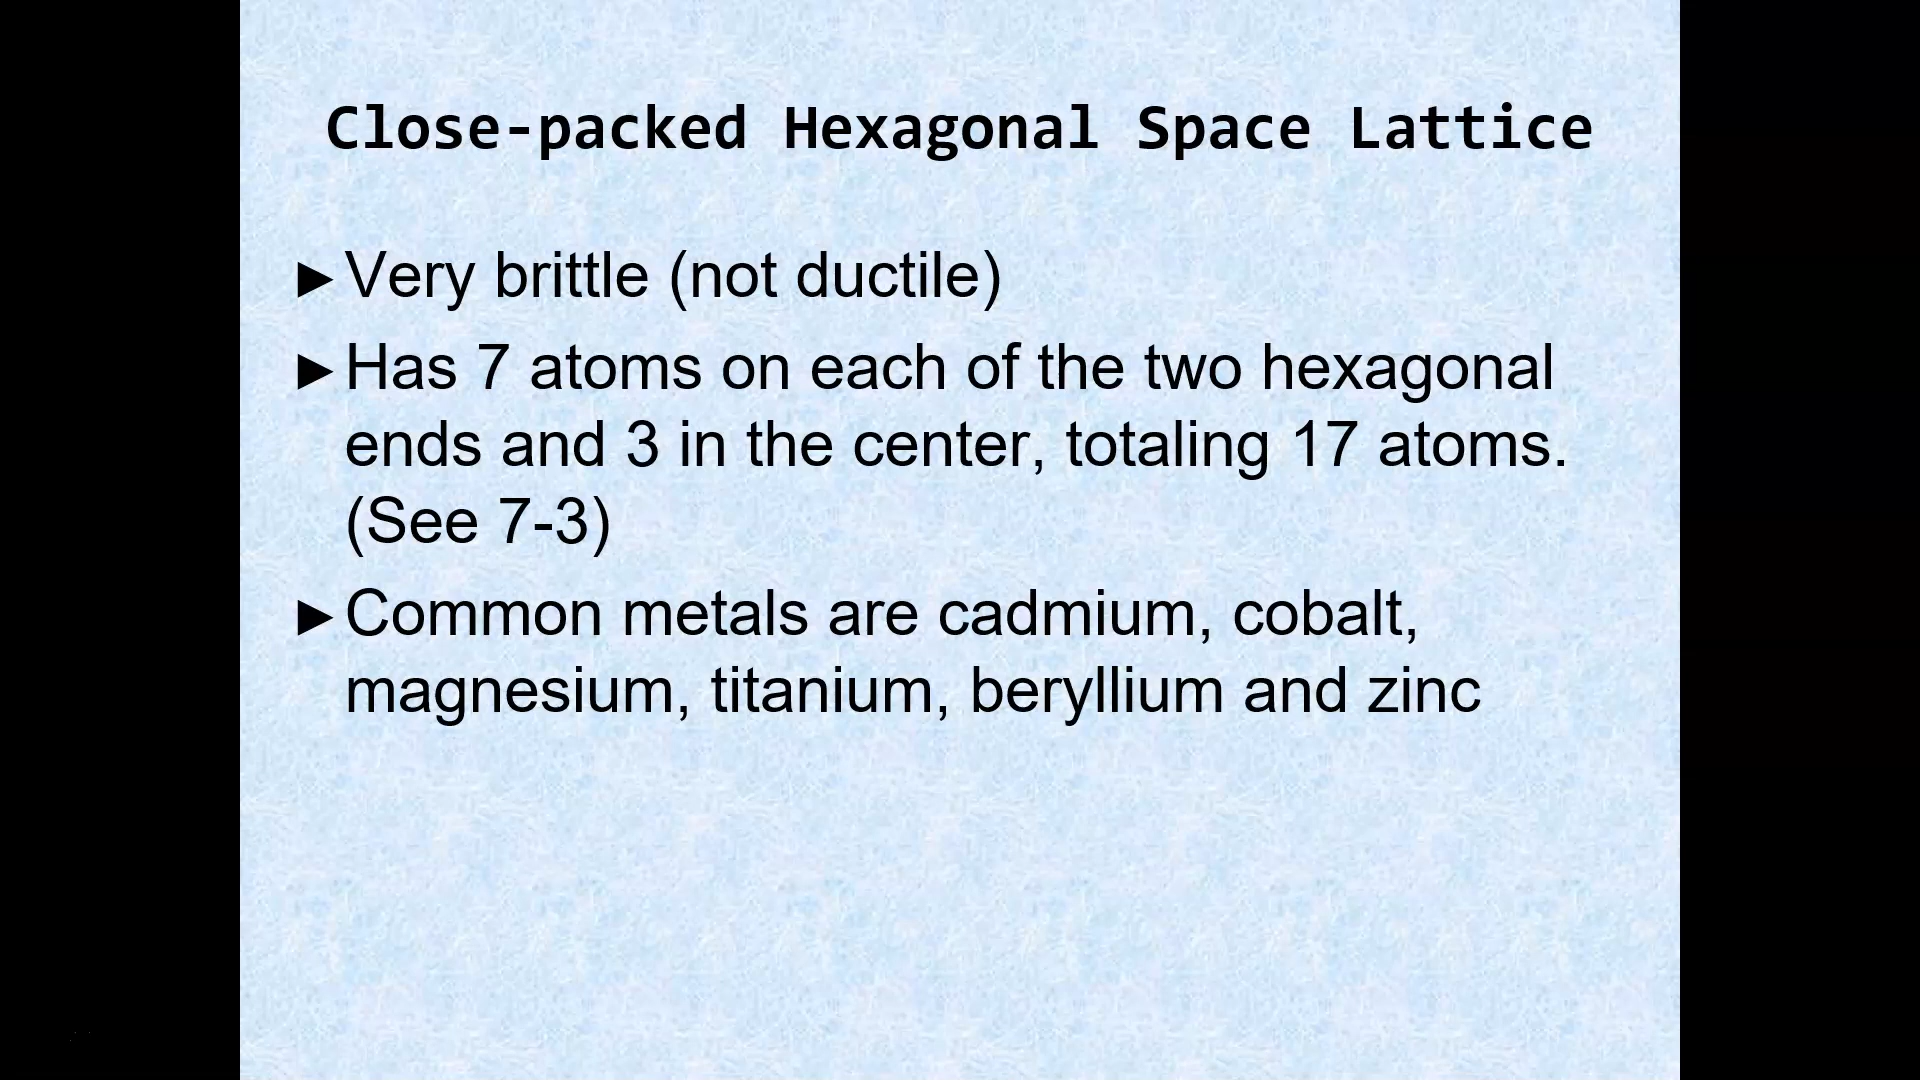 Close-packed Hexagonal Space Lattice
►Very brittle (not ductile)
►Has 7 atoms on each of the two hexagonal
ends and 3 in the center, totaling 17 atoms.
(See 7-3)
►Common metals are cadmium, cobalt,
magnesium, titanium, beryllium and zinc